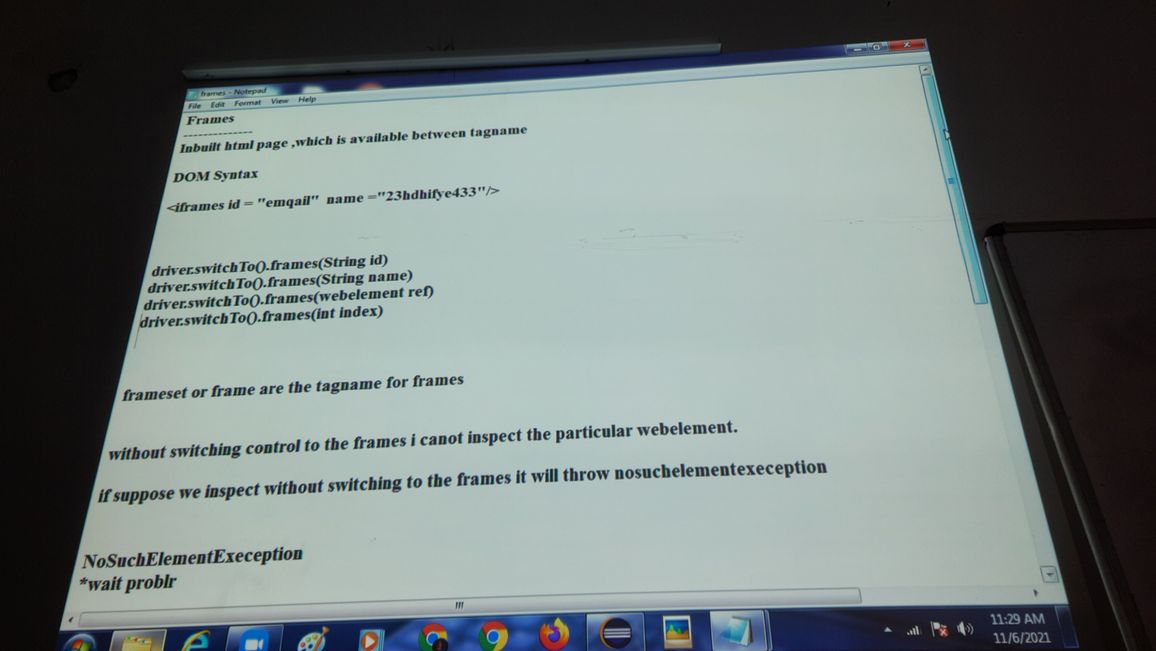 frames - Notepad
File Edit Format View Help
Frames
--------------
Inbuilt html page ,which is available between tagname
DOM Syntax
<iframes id = "emqail" name ="23hdhifye433"/>
driver.switchTo().frames(String id)
driver.switchTo().frames(String name)
driver.switchTo().frames(webelement ref)
driver.switchTo().frames(int index)
frameset or frame are the tagname for frames
without switching control to the frames i canot inspect the particular webelement.
if suppose we inspect without switching to the frames it will throw nosuchelementexeception
NoSuchElementExeception
*wait problr
11:29 AM
11/6/2021